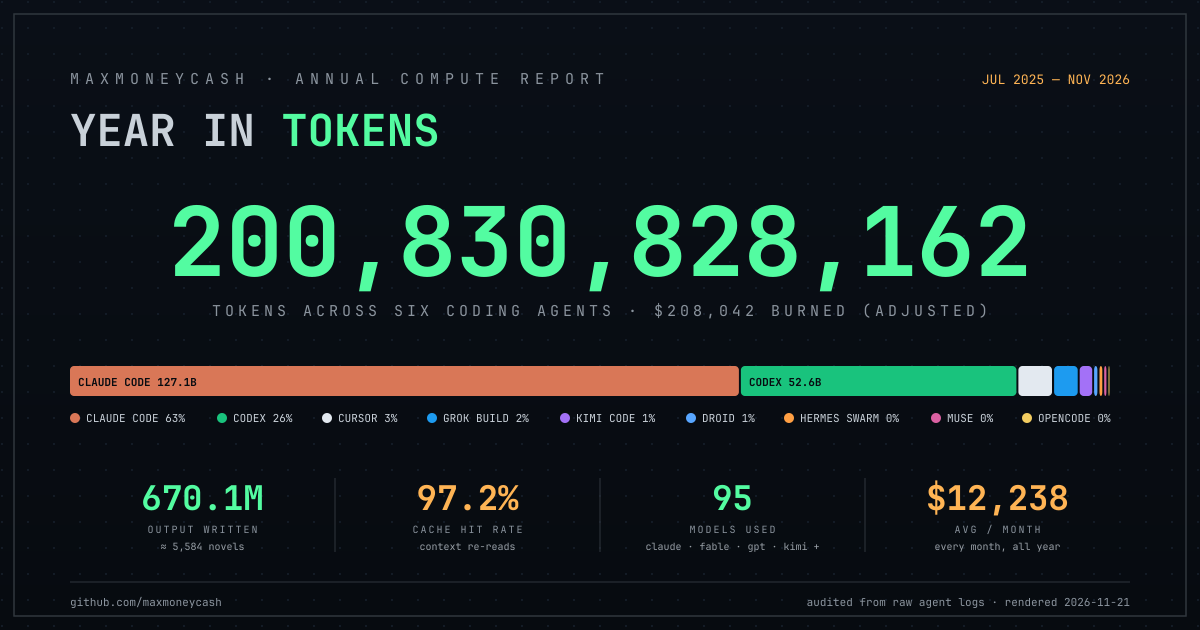 MAXMONEYCASH · ANNUAL COMPUTE REPORT
JUL 2025 — NOV 2026
YEAR IN TOKENS
200,830,828,162
TOKENS ACROSS SIX CODING AGENTS · $208,042 BURNED (ADJUSTED)
CLAUDE CODE 127.1B
CODEX 52.6B
CLAUDE CODE 63%
CODEX 26%
CURSOR 3%
GROK BUILD 2%
KIMI CODE 1%
DROID 1%
HERMES SWARM 0%
MUSE 0%
OPENCODE 0%
670.1M
OUTPUT WRITTEN
≈ 5,584 novels
97.2%
CACHE HIT RATE
context re-reads
95
MODELS USED
claude · fable · gpt · kimi +
$12,238
AVG / MONTH
every month, all year
github.com/maxmoneycash
audited from raw agent logs · rendered 2026-11-21